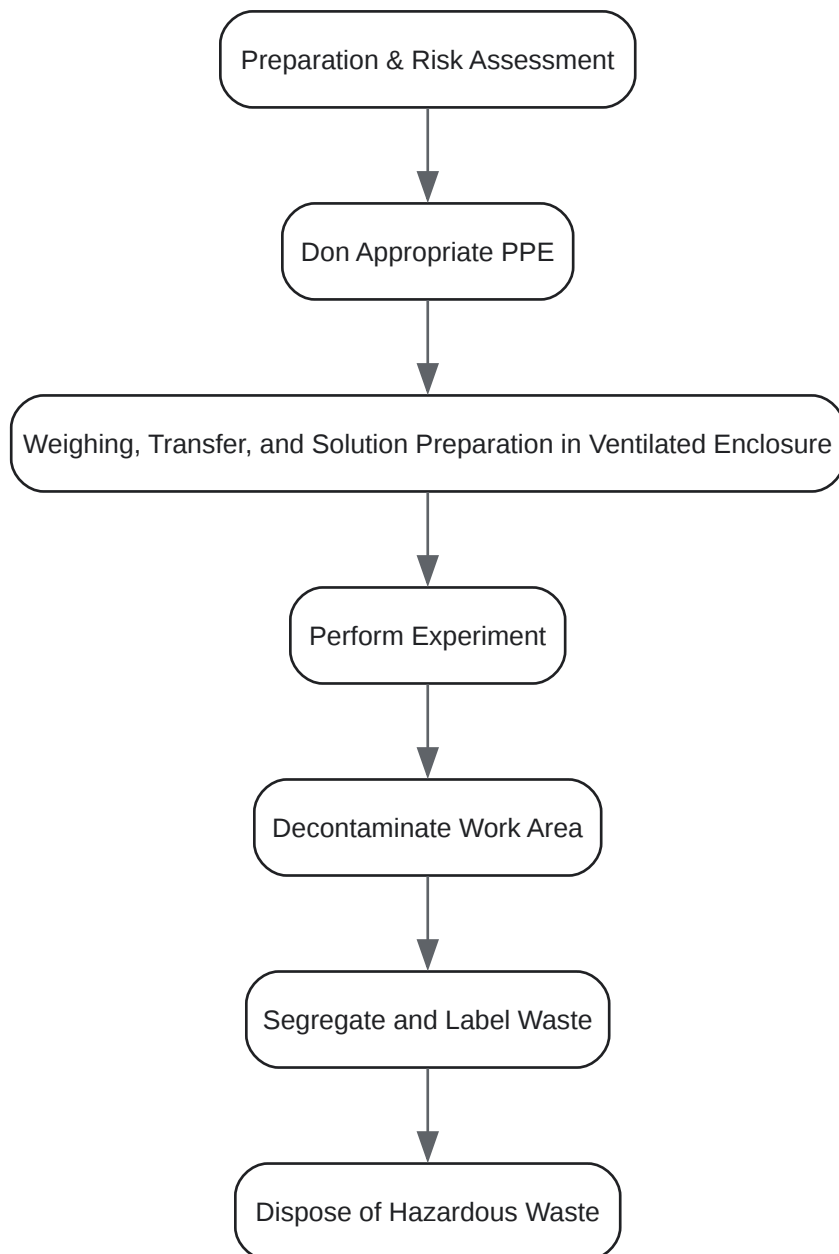 Preparation & Risk Assessment
Don Appropriate PPE
Weighing, Transfer, and Solution Preparation in Ventilated Enclosure
Perform Experiment
Decontaminate Work Area
Segregate and Label Waste
Dispose of Hazardous Waste